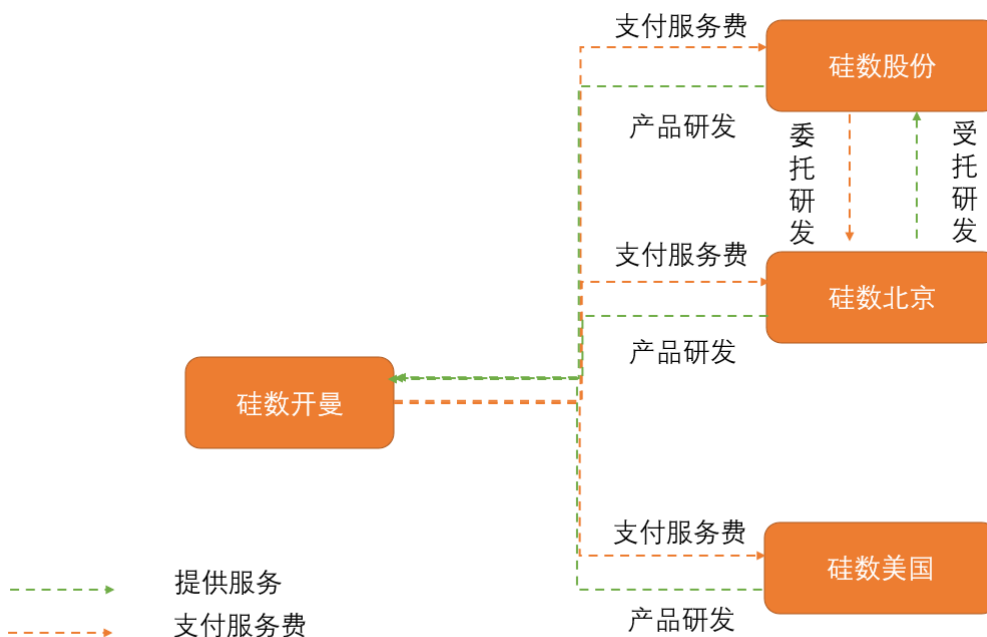 支付服务费
硅数股份
产品研发
委托研发
受托研发
支付服务费
硅数北京
产品研发
硅数开曼
支付服务费
硅数美国
产品研发
提供服务
支付服务费